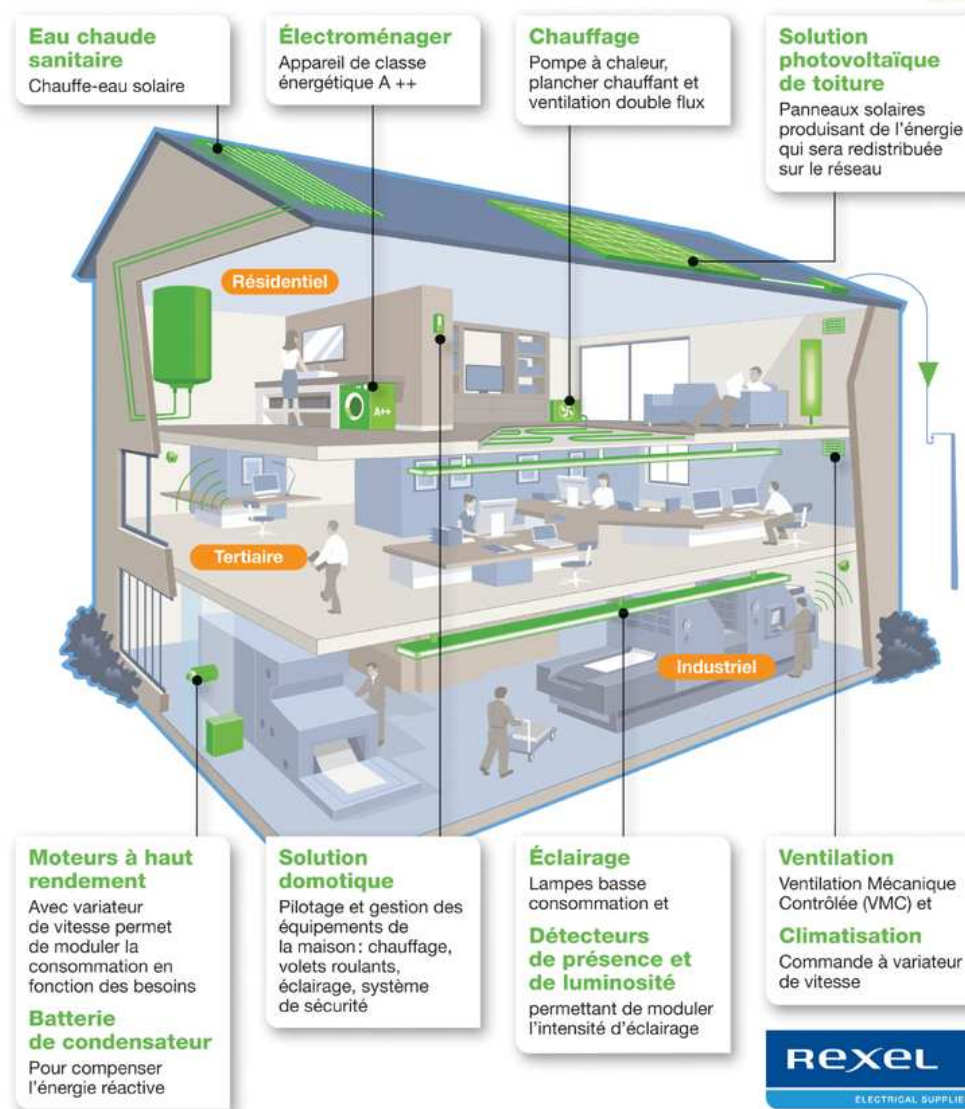 Eau chaude
sanitaire
Chauffe-eau solaire
Électroménager
Appareil de classe
énergétique A ++
Chauffage
Pompe à chaleur,
plancher chauffant et
ventilation double flux
Solution
photovoltaïque
de toiture
Panneaux solaires
produisant de l'énergie
qui sera redistribuée
sur le réseau
Résidentiel
A++
Tertiaire
Industriel
Moteurs à haut
rendement
Avec variateur
de vitesse permet
de moduler la
consommation en
fonction des besoins
Batterie
de condensateur
Pour compenser
l'énergie réactive
Solution
domotique
Pilotage et gestion des
équipements de
la maison : chauffage,
volets roulants,
éclairage, système
de sécurité
Éclairage
Lampes basse
consommation et
Détecteurs
de présence et
de luminosité
permettant de moduler
l'intensité d'éclairage
Ventilation
Ventilation Mécanique
Contrôlée (VMC) et
Climatisation
Commande à variateur
de vitesse
REXEL
ELECTRICAL SUPPLIE